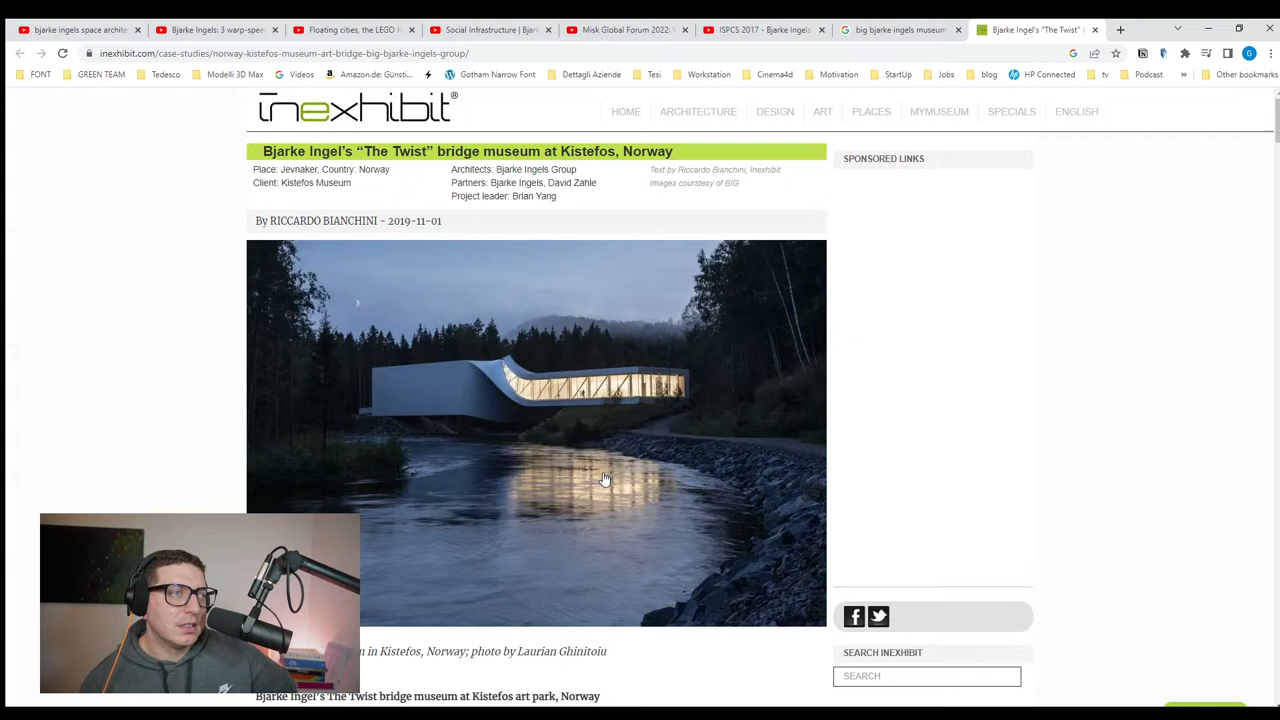 bjarke ingels space archite
Bjarke Ingels: 3 warp-speed
Floating cities, the LEGO H
Social Infrastructure | Bjark
Misk Global Forum 2022:
ISPCS 2017 - Bjarke Ingels
big bjarke ingels museum
Bjarke Ingel's "The Twist" b
inexhibit.com/case-studies/norway-kistefos-museum-art-bridge-big-bjarke-ingels-group/
G
FONT
GREEN TEAM
Tedesco
Modelli 3D Max
Videos
Amazon.de: Günsti...
Gotham Narrow Font
Dettagli Aziende
Tesi
Workstation
Cinema4d
Motivation
StartUp
Jobs
blog
HP Connected
tv
Podcast
»
Other bookmarks
inexhibit®
HOME
ARCHITECTURE
DESIGN
ART
PLACES
MYMUSEUM
SPECIALS
ENGLISH
Bjarke Ingel's “The Twist” bridge museum at Kistefos, Norway
SPONSORED LINKS
Place: Jevnaker, Country: Norway
Client: Kistefos Museum
Architects: Bjarke Ingels Group
Partners: Bjarke Ingels, David Zahle
Project leader: Brian Yang
Text by Riccardo Bianchini, Inexhibit
Images courtesty of BIG
By RICCARDO BIANCHINI - 2019-11-01
in Kistefos, Norway; photo by Laurian Ghinitoiu
Bjarke Ingel's The Twist bridge museum at Kistefos art park, Norway
SEARCH INEXHIBIT
SEARCH